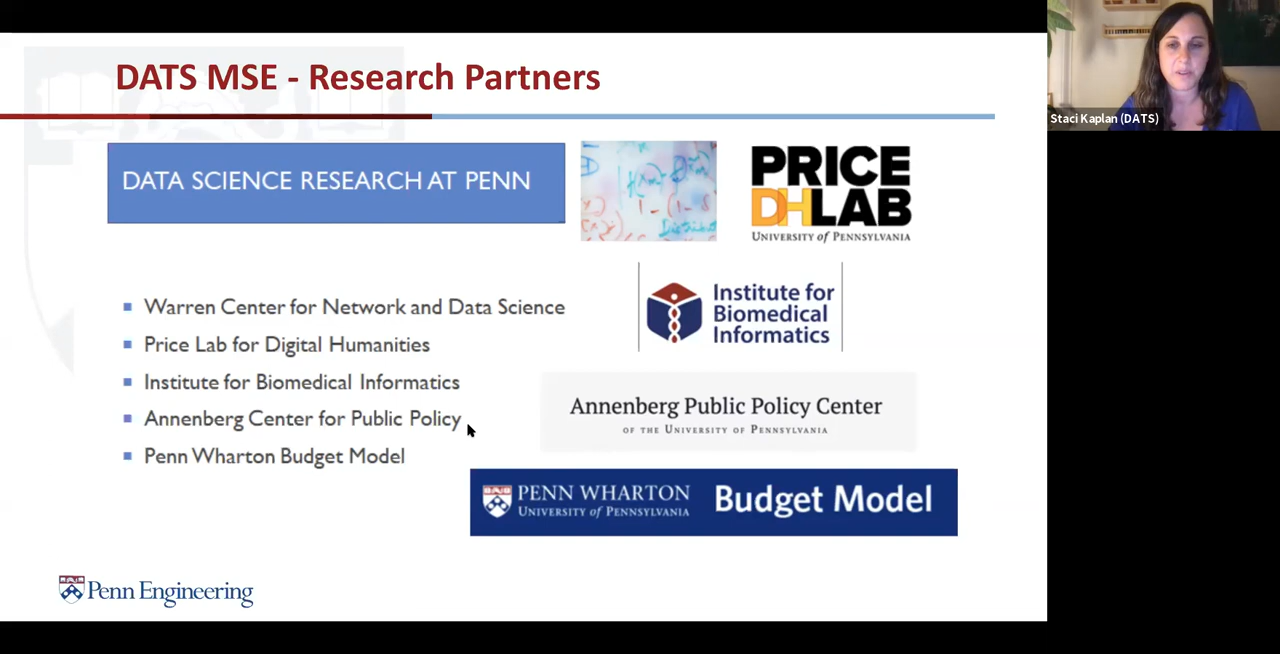 DATS MSE - Research Partners
Staci Kaplan (DATS)
DATA SCIENCE RESEARCH AT PENN
PRICE
DHLAB
UNIVERSITY of PENNSYLVANIA
Warren Center for Network and Data Science
Price Lab for Digital Humanities
Institute for Biomedical Informatics
Annenberg Center for Public Policy
Penn Wharton Budget Model
Institute for
Biomedical
Informatics
Annenberg Public Policy Center
OF THE UNIVERSITY OF PENNSYLVANIA
PENN WHARTON
UNIVERSITY of PENNSYLVANIA
Budget Model
Penn Engineering